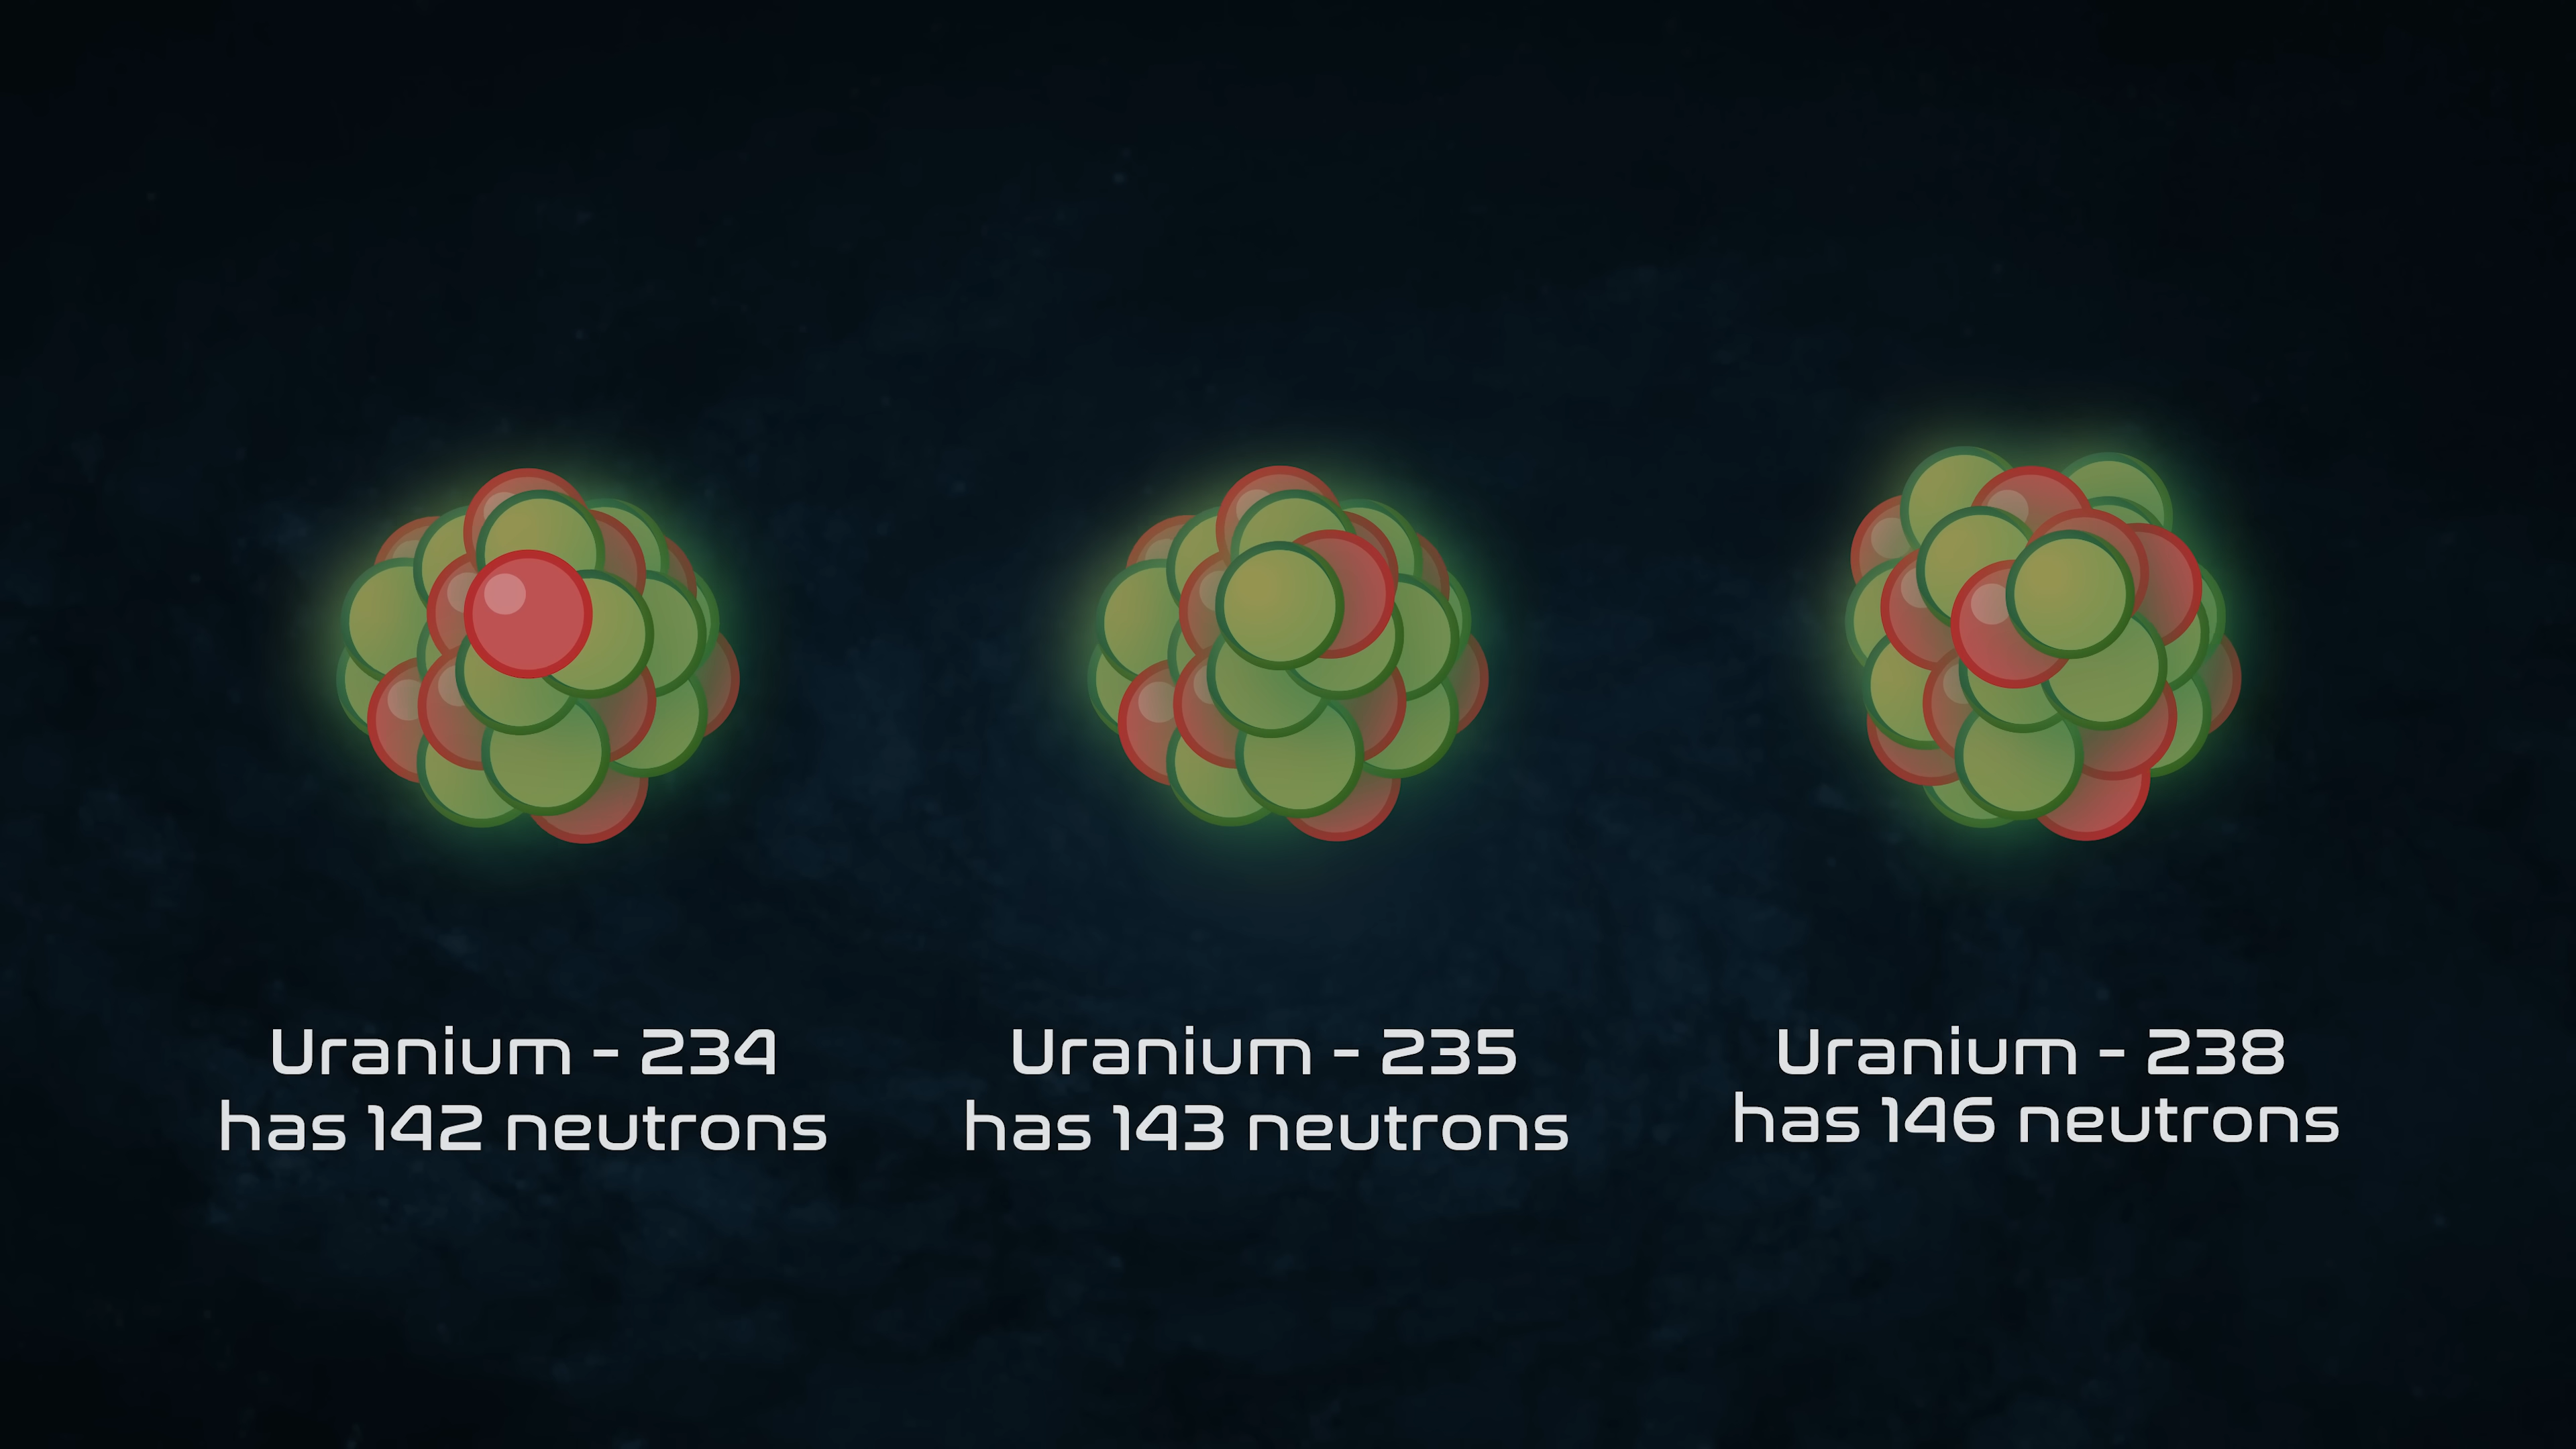 Uranium - 234
has 142 neutrons
Uranium - 235
has 143 neutrons
Uranium - 238
has 146 neutrons